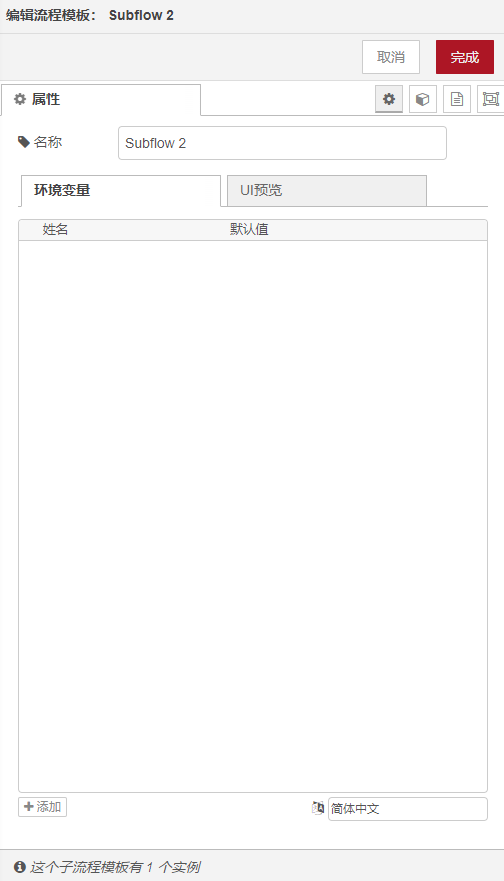 编辑流程模板： Subflow 2
取消 完成
属性
名称 Subflow 2
环境变量 UI预览
姓名 默认值
添加 简体中文
这个子流程模板有 1 个实例